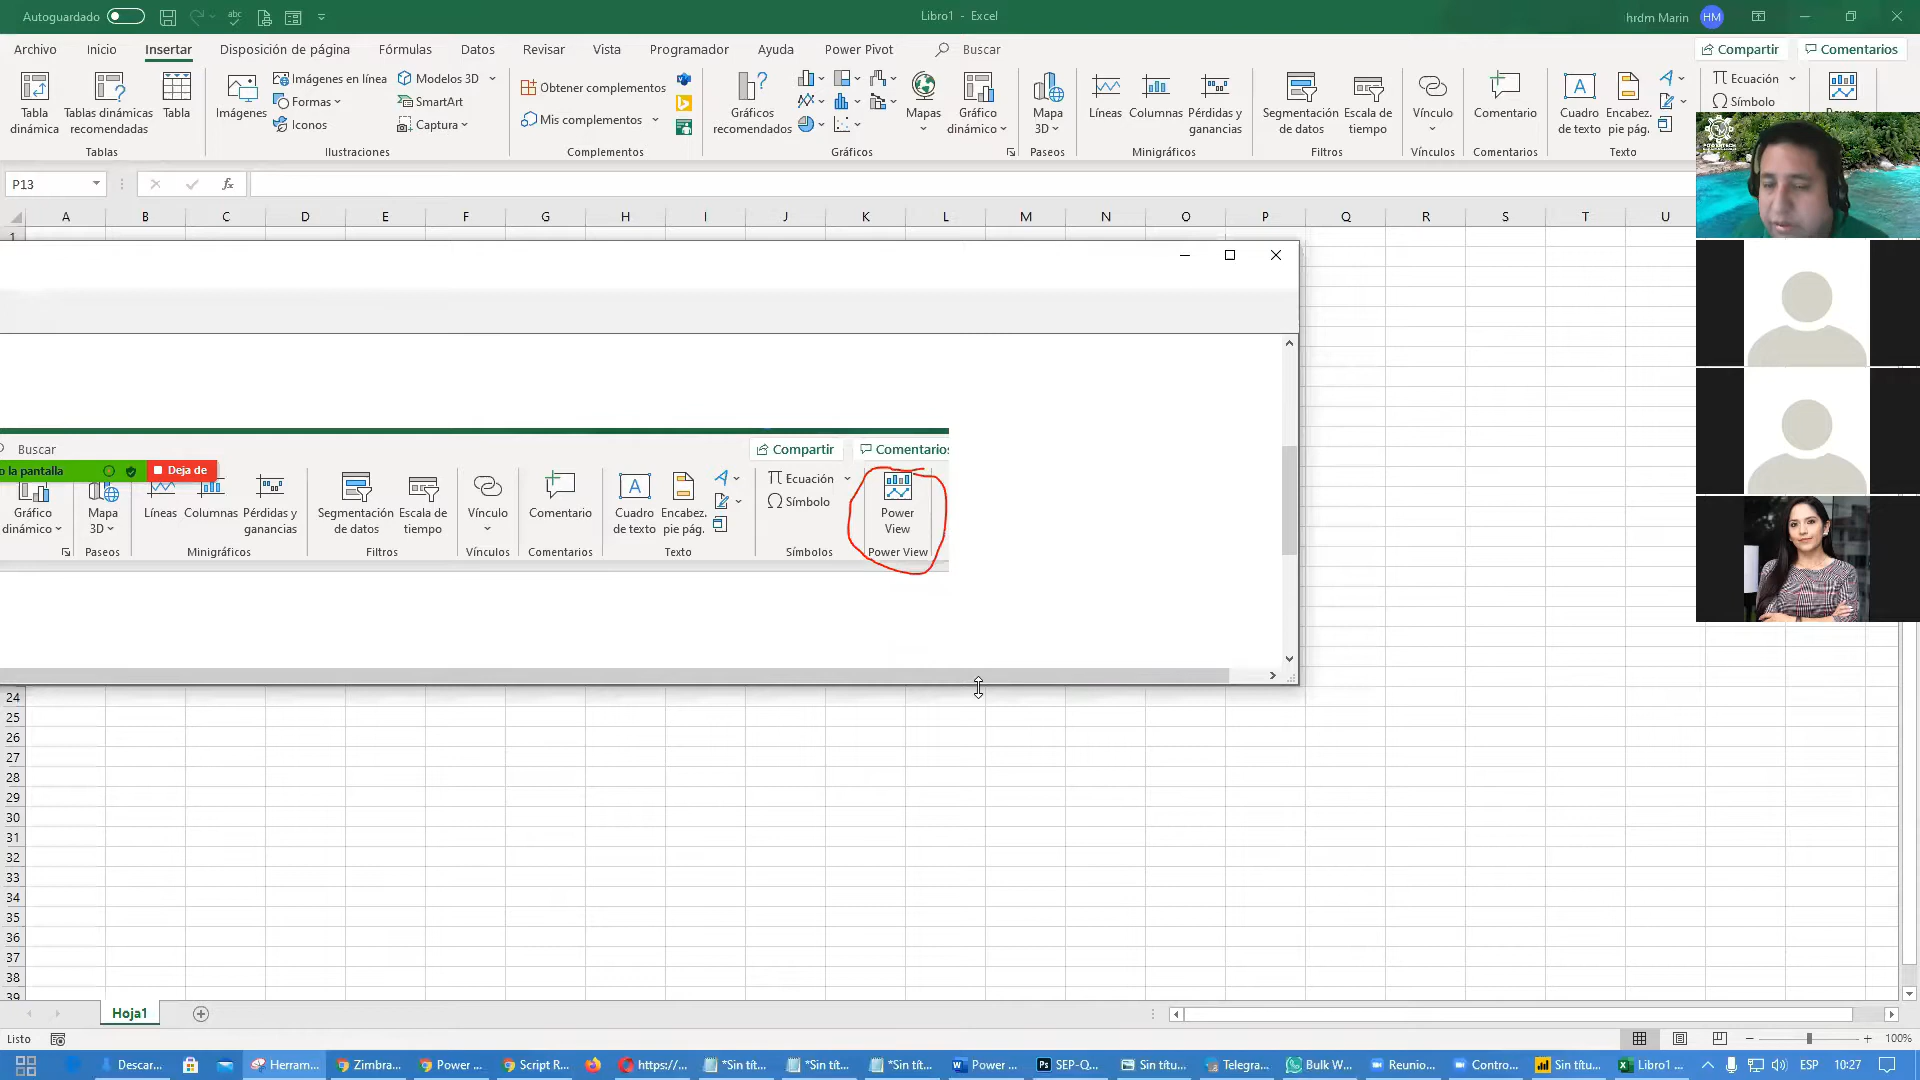 Autoguardado
Libro1 - Excel
hrdm Marin HM
Archivo Inicio Insertar Disposición de página Fórmulas Datos Revisar Vista Programador Ayuda Power Pivot Buscar
Compartir Comentarios
Tabla dinámica
Tablas dinámicas recomendadas
Tabla
Tablas
Imágenes
Imágenes en línea
Formas
Iconos
Modelos 3D
SmartArt
Captura
Ilustraciones
Obtener complementos
Mis complementos
Complementos
Gráficos recomendados
Mapas
Gráfico dinámico
Gráficos
Mapa 3D
Paseos
Líneas
Columnas
Pérdidas y ganancias
Minigráficos
Segmentación de datos
Escala de tiempo
Filtros
Vínculo
Vínculos
Comentario
Comentarios
Cuadro de texto
Encabez. pie pág.
Texto
Ecuación
Símbolo
P13
fx
A B C D E F G H I J K L M N O P Q R S T U
1
Buscar
Compartir Comentarios
o la pantalla
Deja de
Gráfico dinámico
Mapa 3D
Paseos
Líneas
Columnas
Pérdidas y ganancias
Minigráficos
Segmentación de datos
Escala de tiempo
Filtros
Vínculo
Vínculos
Comentario
Comentarios
Cuadro de texto
Encabez. pie pág.
Texto
Ecuación
Símbolo
Símbolos
Power View
Power View
24
25
26
27
28
29
30
31
32
33
34
35
36
37
38
39
Hoja1
Listo
100%
Descar...
Herram...
Zimbra...
Power ...
Script R...
https://...
*Sin tít...
*Sin tít...
*Sin tít...
Power ...
SEP-Q...
Sin títu...
Telegra...
Bulk W...
Reunio...
Contro...
Sin títu...
Libro1 ...
ESP
10:27